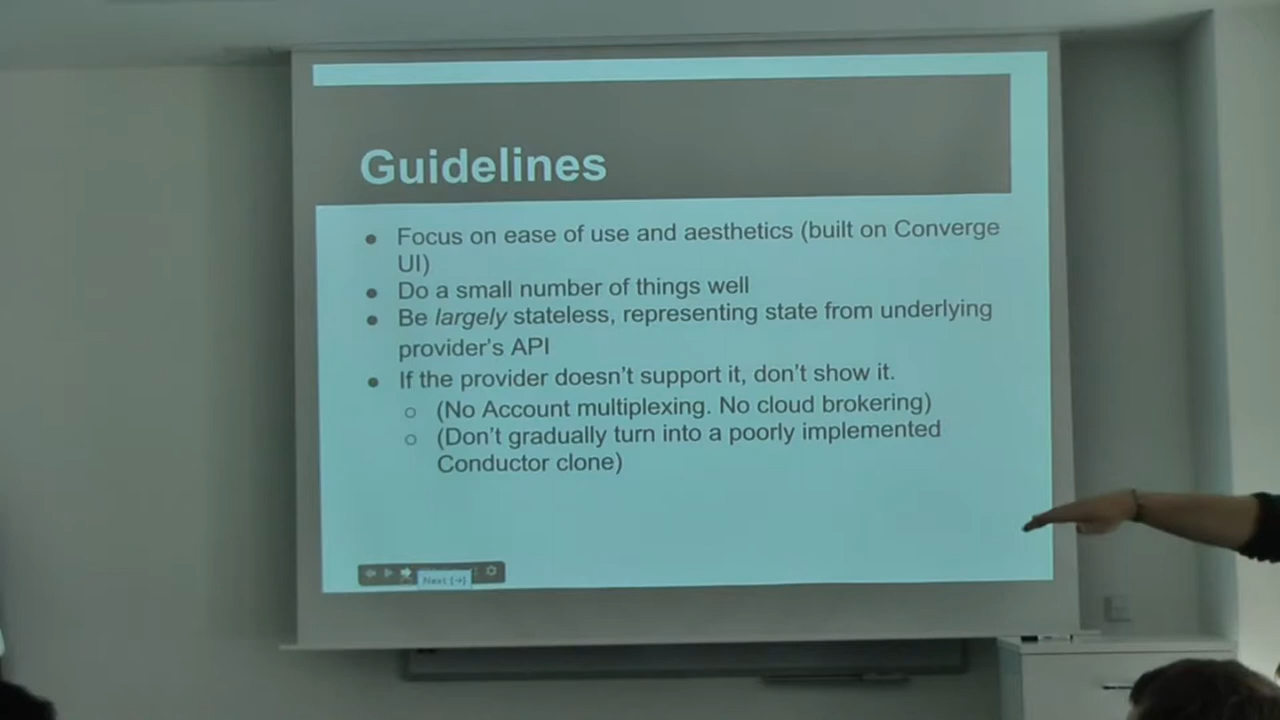 Guidelines
● Focus on ease of use and aesthetics (built on Converge
UI)
● Do a small number of things well
● Be largely stateless, representing state from underlying
provider's API
● If the provider doesn't support it, don't show it.
○ (No Account multiplexing. No cloud brokering)
○ (Don't gradually turn into a poorly implemented
Conductor clone)
Next (→)